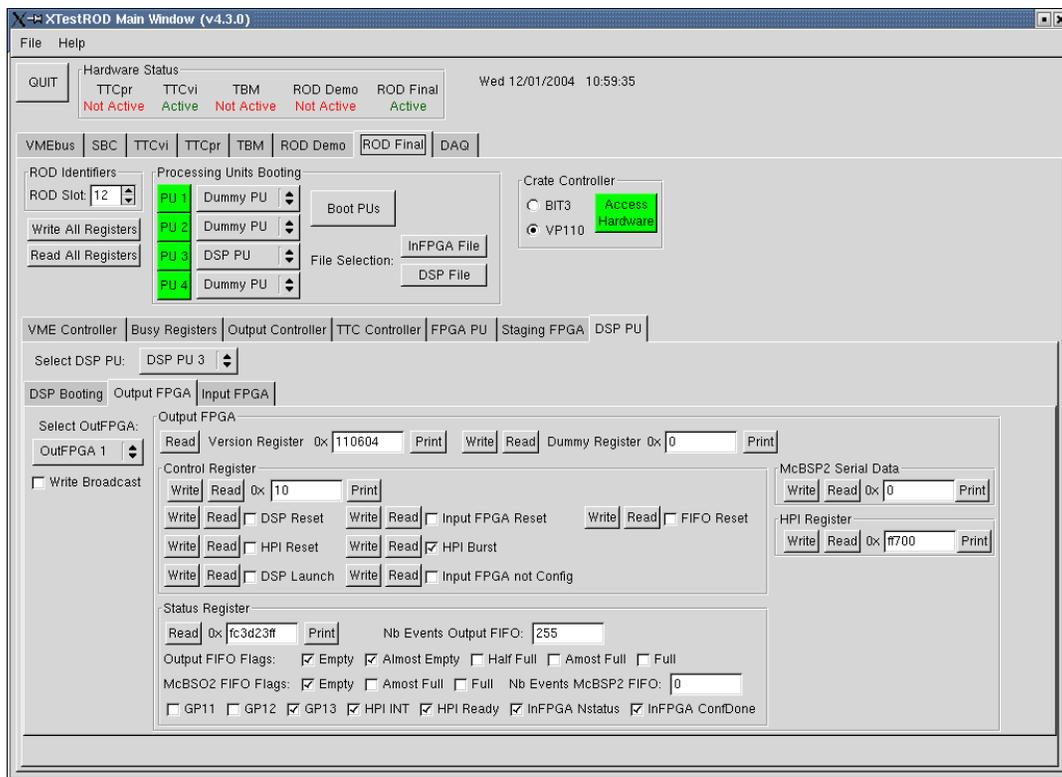 XTestROD Main Window (v4.3.0)
File Help
QUIT
Hardware Status
TTCpr TTCvi TBM ROD Demo ROD Final
Not Active Active Not Active Not Active Active
Wed 12/01/2004 10:59:35
VMEbus SBC TTCvi TTCpr TBM ROD Demo ROD Final DAQ
ROD Identifiers
ROD Slot: 12
Write All Registers
Read All Registers
Processing Units Booting
PU 1 Dummy PU
PU 2 Dummy PU
PU 3 DSP PU
PU 4 Dummy PU
Boot PUs
File Selection:
InFPGA File
DSP File
Crate Controller
BIT3
VP110
Access
Hardware
VME Controller Busy Registers Output Controller TTC Controller FPGA PU Staging FPGA DSP PU
Select DSP PU: DSP PU 3
DSP Booting Output FPGA Input FPGA
Select OutFPGA:
OutFPGA 1
Write Broadcast
Output FPGA
Read Version Register 0x 110604 Print Write Read Dummy Register 0x 0 Print
Control Register
Write Read 0x 10 Print
Write Read DSP Reset Write Read Input FPGA Reset Write Read FIFO Reset
Write Read HPI Reset Write Read HPI Burst
Write Read DSP Launch Write Read Input FPGA not Config
McBSP2 Serial Data
Write Read 0x 0 Print
HPI Register
Write Read 0x ff700 Print
Status Register
Read 0x fc3d23ff Print Nb Events Output FIFO: 255
Output FIFO Flags: Empty Almost Empty Half Full Amost Full Full
McBSO2 FIFO Flags: Empty Amost Full Full Nb Events McBSP2 FIFO: 0
GP11 GP12 GP13 HPI INT HPI Ready InFPGA Nstatus InFPGA ConfDone